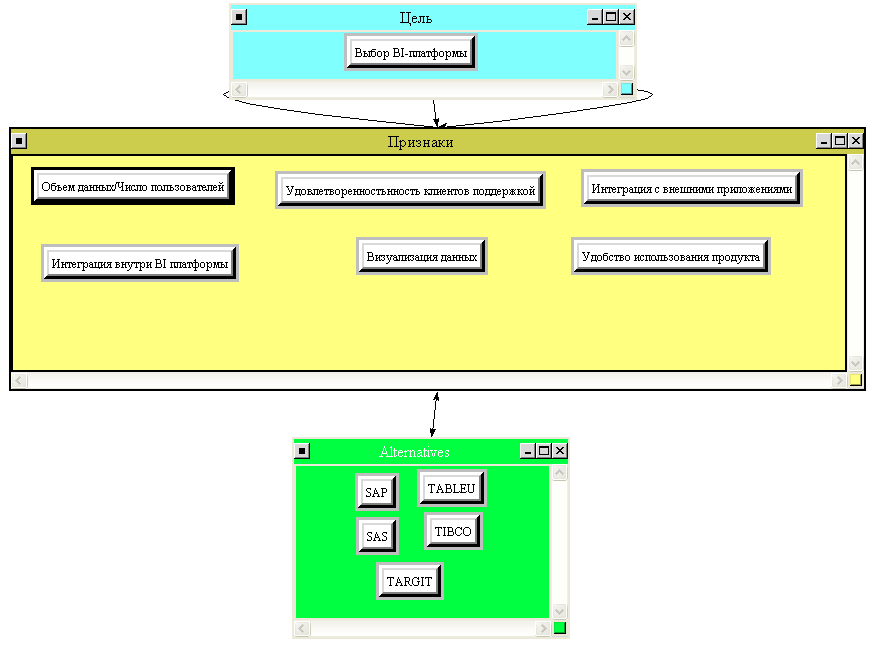 Цель
Выбор BI-платформы
Признаки
Объем данных/Число пользователей
Удовлетворенностьнность клиентов поддержкой
Интеграция с внешними приложениями
Интеграция внутри BI платформы
Визуализация данных
Удобство использования продукта
Alternatives
SAP
TABLEU
SAS
TIBCO
TARGIT